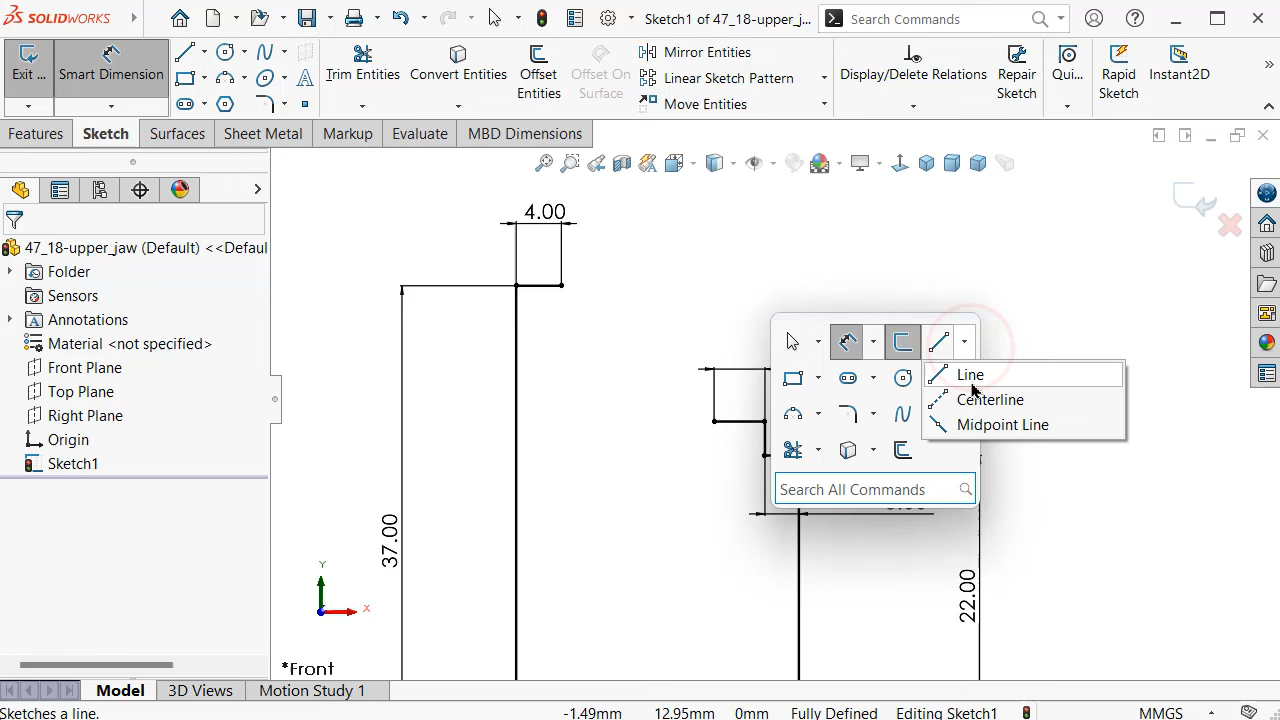 SOLIDWORKS
Sketch1 of 47_18-upper_j...
Search Commands
Exit ...
Smart Dimension
Trim Entities
Convert Entities
Offset Entities
Offset On Surface
Mirror Entities
Linear Sketch Pattern
Move Entities
Display/Delete Relations
Repair Sketch
Qui...
Rapid Sketch
Instant2D
Features
Sketch
Surfaces
Sheet Metal
Markup
Evaluate
MBD Dimensions
47_18-upper_jaw (Default) <<Defaul
Folder
Sensors
Annotations
Material <not specified>
Front Plane
Top Plane
Right Plane
Origin
Sketch1
4.00
37.00
22.00
Line
Centerline
Midpoint Line
Search All Commands
Y
X
*Front
Model
3D Views
Motion Study 1
Sketches a line.
-1.49mm
12.95mm
0mm
Fully Defined
Editing Sketch1
MMGS